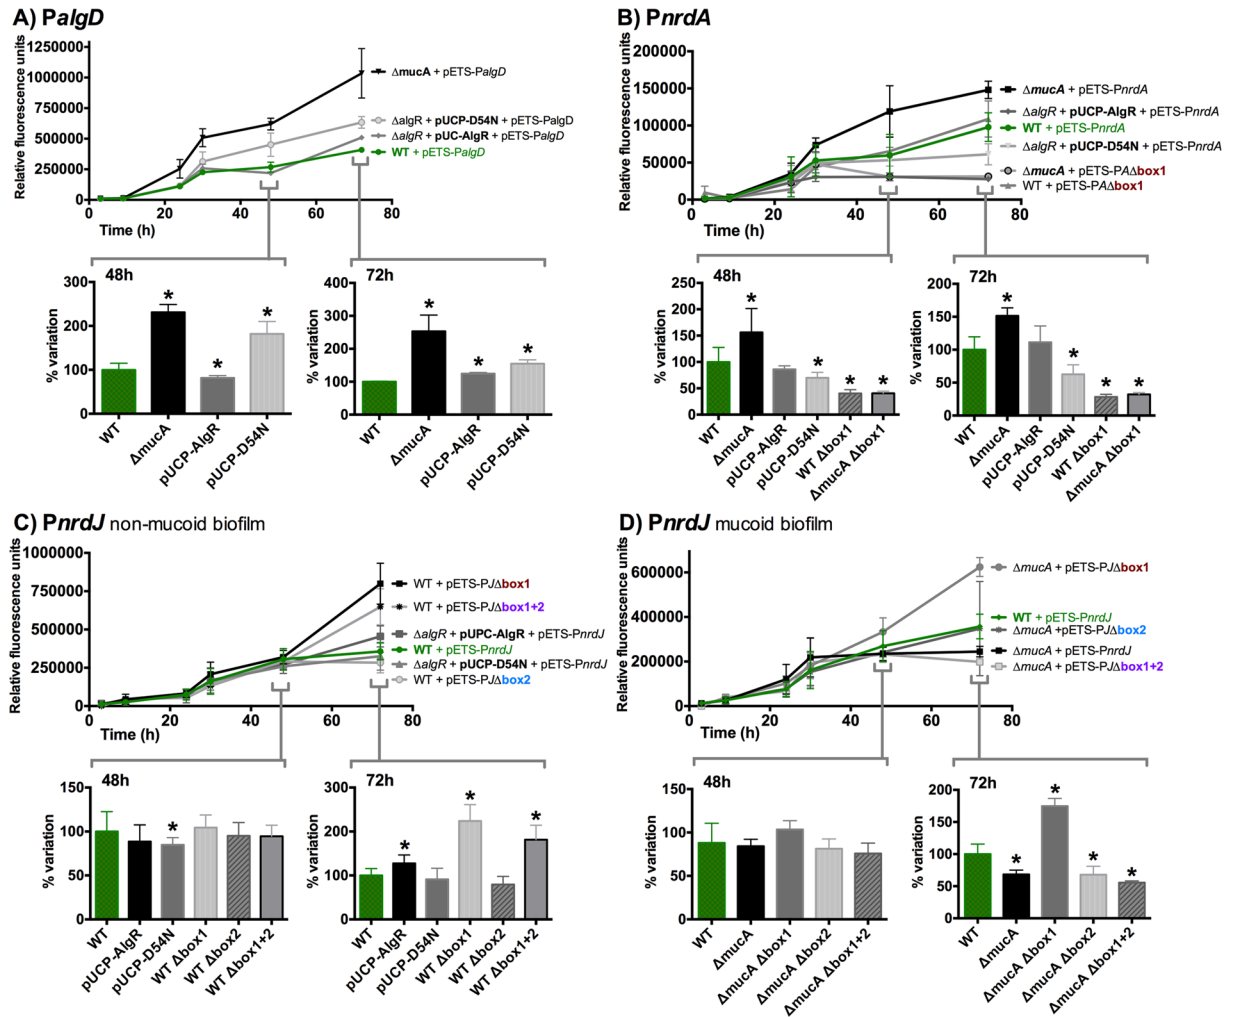 A) PalgD
Relative fluorescence units
1250000
1000000
750000
500000
250000
0
0
20
40
60
80
Time (h)
ΔmucA + pETS-PalgD
ΔalgR + pUCP-D54N + pETS-PalgD
ΔalgR + pUC-AlgR + pETS-PalgD
WT + pETS-PalgD
48h
% variation
300
200
100
0
*
*
*
WT
ΔmucA
pUCP-AlgR
pUCP-D54N
72h
% variation
400
300
200
100
0
*
*
*
WT
ΔmucA
pUCP-AlgR
pUCP-D54N
B) PnrdA
Relative fluorescence units
200000
150000
100000
50000
0
0
20
40
60
80
Time (h)
ΔmucA + pETS-PnrdA
ΔalgR + pUCP-AlgR + pETS-PnrdA
WT + pETS-PnrdA
ΔalgR + pUCP-D54N + pETS-PnrdA
ΔmucA + pETS-PAΔbox1
WT + pETS-PAΔbox1
48h
% variation
250
200
150
100
50
0
*
*
*
*
WT
ΔmucA
pUCP-AlgR
pUCP-D54N
WT Δbox1
ΔmucA Δbox1
72h
% variation
200
150
100
50
0
*
*
*
*
WT
ΔmucA
pUCP-AlgR
pUCP-D54N
WT Δbox1
ΔmucA Δbox1
C) PnrdJ non-mucoid biofilm
Relative fluorescence units
1000000
750000
500000
250000
0
0
20
40
60
80
Time (h)
WT + pETS-PJΔbox1
WT + pETS-PJΔbox1+2
ΔalgR + pUPC-AlgR + pETS-PnrdJ
WT + pETS-PnrdJ
ΔalgR + pUCP-D54N + pETS-PnrdJ
WT + pETS-PJΔbox2
48h
% variation
150
100
50
0
*
WT
pUCP-AlgR
pUCP-D54N
WT Δbox1
WT Δbox2
WT Δbox1+2
72h
% variation
300
200
100
0
*
*
*
WT
pUCP-AlgR
pUCP-D54N
WT Δbox1
WT Δbox2
WT Δbox1+2
D) PnrdJ mucoid biofilm
Relative fluorescence units
600000
400000
200000
0
0
20
40
60
80
Time (h)
ΔmucA + pETS-PJΔbox1
WT + pETS-PnrdJ
ΔmucA +pETS-PJΔbox2
ΔmucA + pETS-PnrdJ
ΔmucA + pETS-PJΔbox1+2
48h
% variation
150
100
50
0
WT
ΔmucA
ΔmucA Δbox1
ΔmucA Δbox2
ΔmucA Δbox1+2
72h
% variation
200
150
100
50
0
*
*
*
*
WT
ΔmucA
ΔmucA Δbox1
ΔmucA Δbox2
ΔmucA Δbox1+2